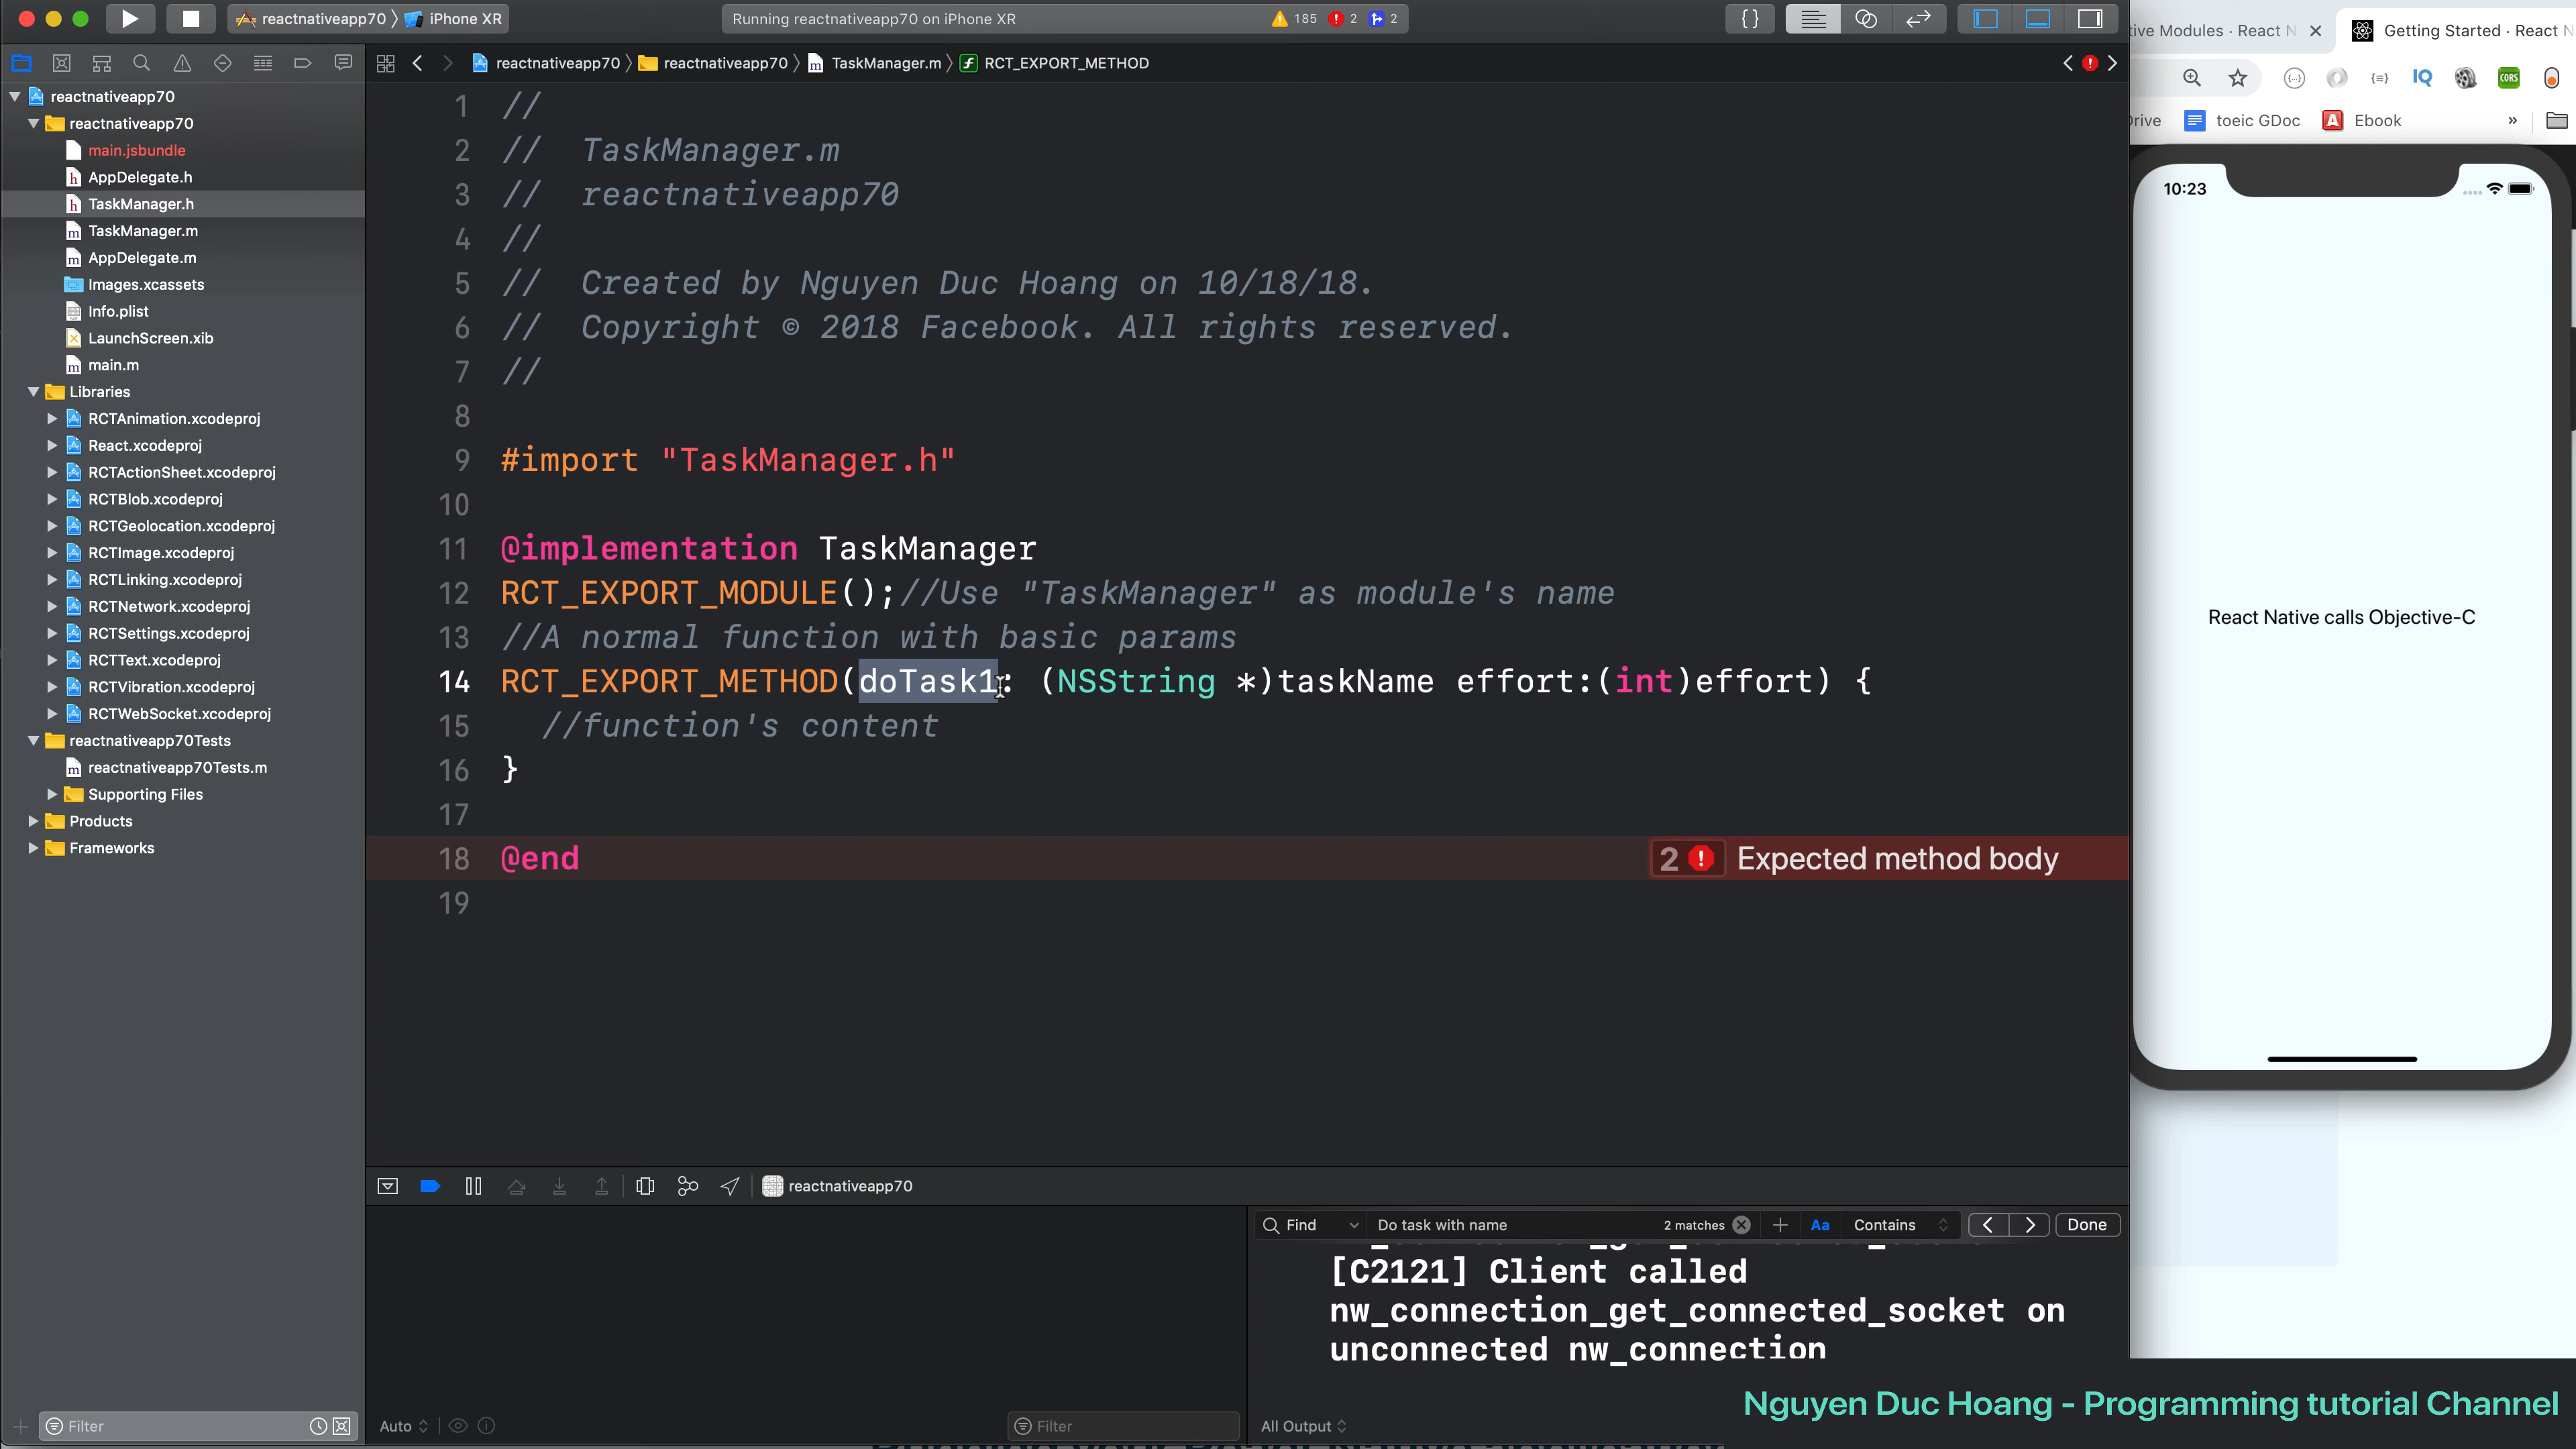 reactnativeapp70 〉 iPhone XR
Running reactnativeapp70 on iPhone XR
185
2
2
{}
Native Modules · React N
Getting Started · React N
reactnativeapp70
reactnativeapp70
TaskManager.m
RCT_EXPORT_METHOD
IQ
CORS
Drive
toeic GDoc
Ebook
»
reactnativeapp70
reactnativeapp70
main.jsbundle
AppDelegate.h
TaskManager.h
TaskManager.m
AppDelegate.m
Images.xcassets
Info.plist
LaunchScreen.xib
main.m
Libraries
RCTAnimation.xcodeproj
React.xcodeproj
RCTActionSheet.xcodeproj
RCTBlob.xcodeproj
RCTGeolocation.xcodeproj
RCTImage.xcodeproj
RCTLinking.xcodeproj
RCTNetwork.xcodeproj
RCTSettings.xcodeproj
RCTText.xcodeproj
RCTVibration.xcodeproj
RCTWebSocket.xcodeproj
reactnativeapp70Tests
reactnativeapp70Tests.m
Supporting Files
Products
Frameworks
Filter
1 //
2 // TaskManager.m
3 // reactnativeapp70
4 //
5 // Created by Nguyen Duc Hoang on 10/18/18.
6 // Copyright © 2018 Facebook. All rights reserved.
7 //
8
9 #import "TaskManager.h"
10
11 @implementation TaskManager
12 RCT_EXPORT_MODULE();//Use "TaskManager" as module's name
13 //A normal function with basic params
14 RCT_EXPORT_METHOD(doTask1: (NSString *)taskName effort:(int)effort) {
15 //function's content
16 }
17
18 @end
2 Expected method body
19
10:23
React Native calls Objective-C
reactnativeapp70
Find
Do task with name
2 matches
Aa
Contains
Done
[C2121] Client called
nw_connection_get_connected_socket on
unconnected nw_connection
Auto
Filter
All Output
Nguyen Duc Hoang - Programming tutorial Channel